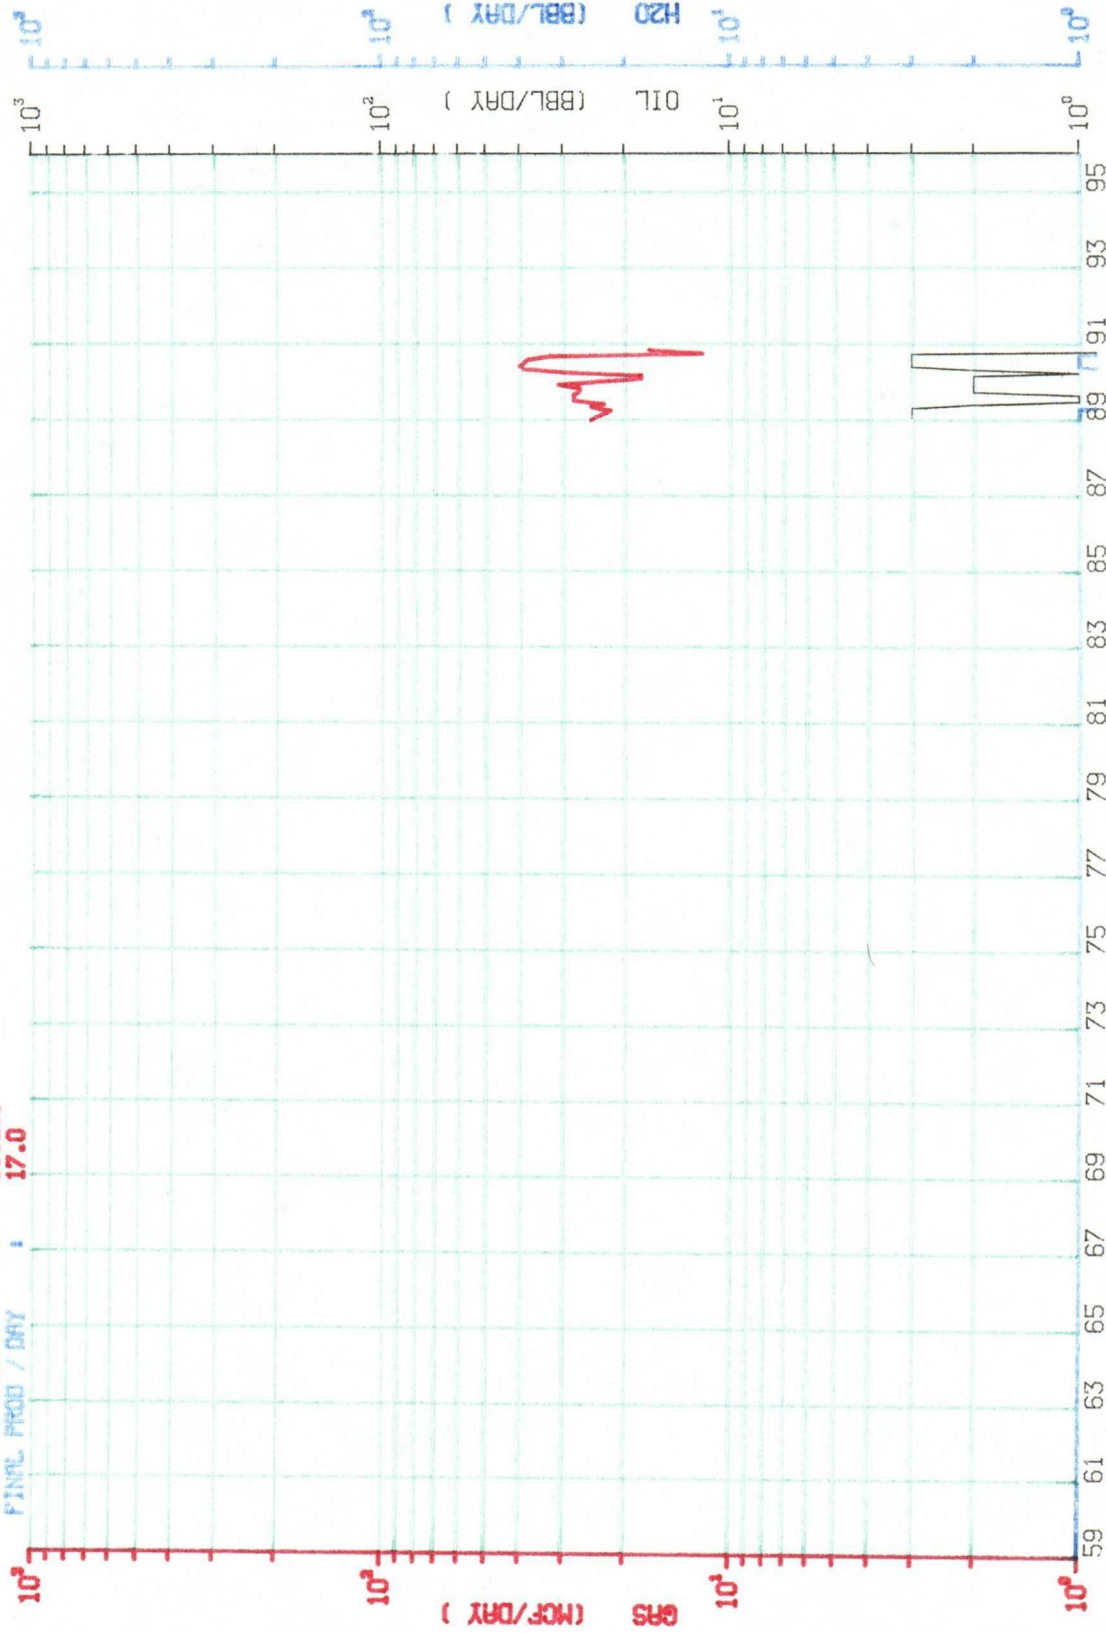 FINAL PROD / DAY : 17.0
GAS (MCF/DAY )
10³
10²
10¹
10⁰
OIL (BBL/DAY )
10³
10²
10¹
10⁰
H2O (BBL/DAY )
10³
10²
10¹
10⁰
59 61 63 65 67 69 71 73 75 77 79 81 83 85 87 89 91 93 95